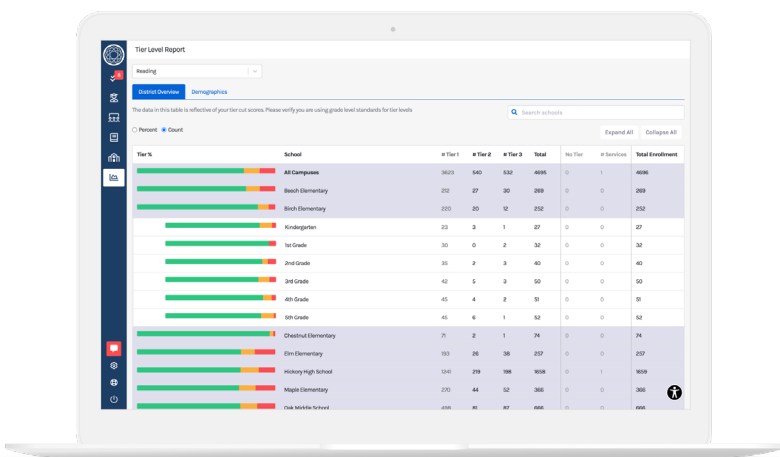 Tier Level Report
8
Reading
District Overview Demographics
The data in this table is reflective of your tier cut scores. Please verify you are using grade level standards for tier levels
Search schools
Percent Count
Expand All Collapse All
Tier % School # Tier 1 # Tier 2 # Tier 3 Total No Tier # Services Total Enrollment
All Campuses 3623 540 532 4695 0 1 4696
Beech Elementary 212 27 30 269 0 0 269
Birch Elementary 220 20 12 252 0 0 252
Kindergarten 23 3 1 27 0 0 27
1st Grade 30 0 2 32 0 0 32
2nd Grade 35 2 3 40 0 0 40
3rd Grade 42 5 3 50 0 0 50
4th Grade 45 4 2 51 0 0 51
5th Grade 45 6 1 52 0 0 52
Chestnut Elementary 71 2 1 74 0 0 74
Elm Elementary 193 26 38 257 0 0 257
Hickory High School 1241 219 198 1658 0 1 1659
Maple Elementary 270 44 52 366 0 0 366
Oak Middle School 498 81 87 666 666